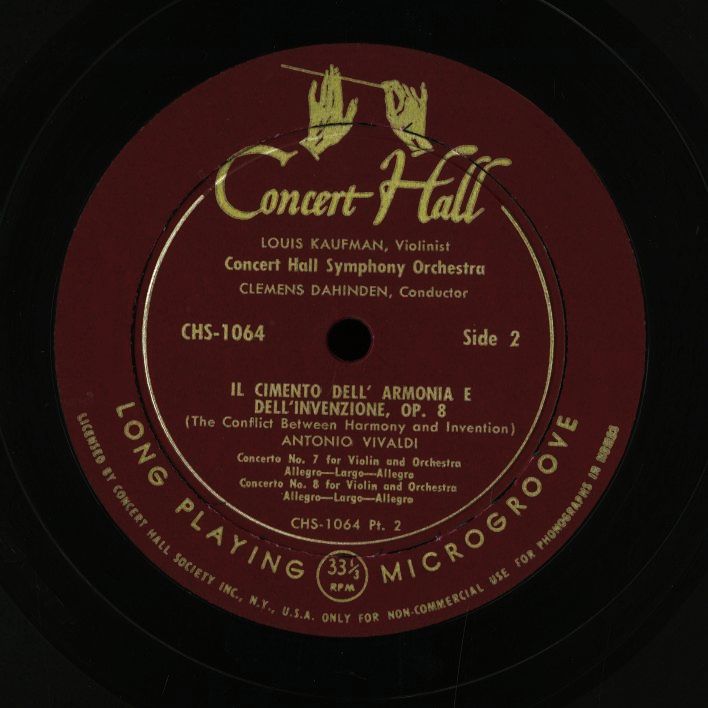 Concert Hall
LOUIS KAUFMAN, Violinist
Concert Hall Symphony Orchestra
CLEMENS DAHINDEN, Conductor
CHS-1064
Side 2
IL CIMENTO DELL' ARMONIA E
DELL'INVENZIONE, OP. 8
(The Conflict Between Harmony and Invention)
ANTONIO VIVALDI
Concerto No. 7 for Violin and Orchestra
Allegro—Largo—Allegro
Concerto No. 8 for Violin and Orchestra
Allegro—Largo—Allegro
CHS-1064 Pt. 2
LONG PLAYING 33⅓ RPM MICROGROOVE
LICENSED BY CONCERT HALL SOCIETY INC., N.Y., U.S.A. ONLY FOR NON-COMMERCIAL USE FOR PHONOGRAPHS IN HOMES